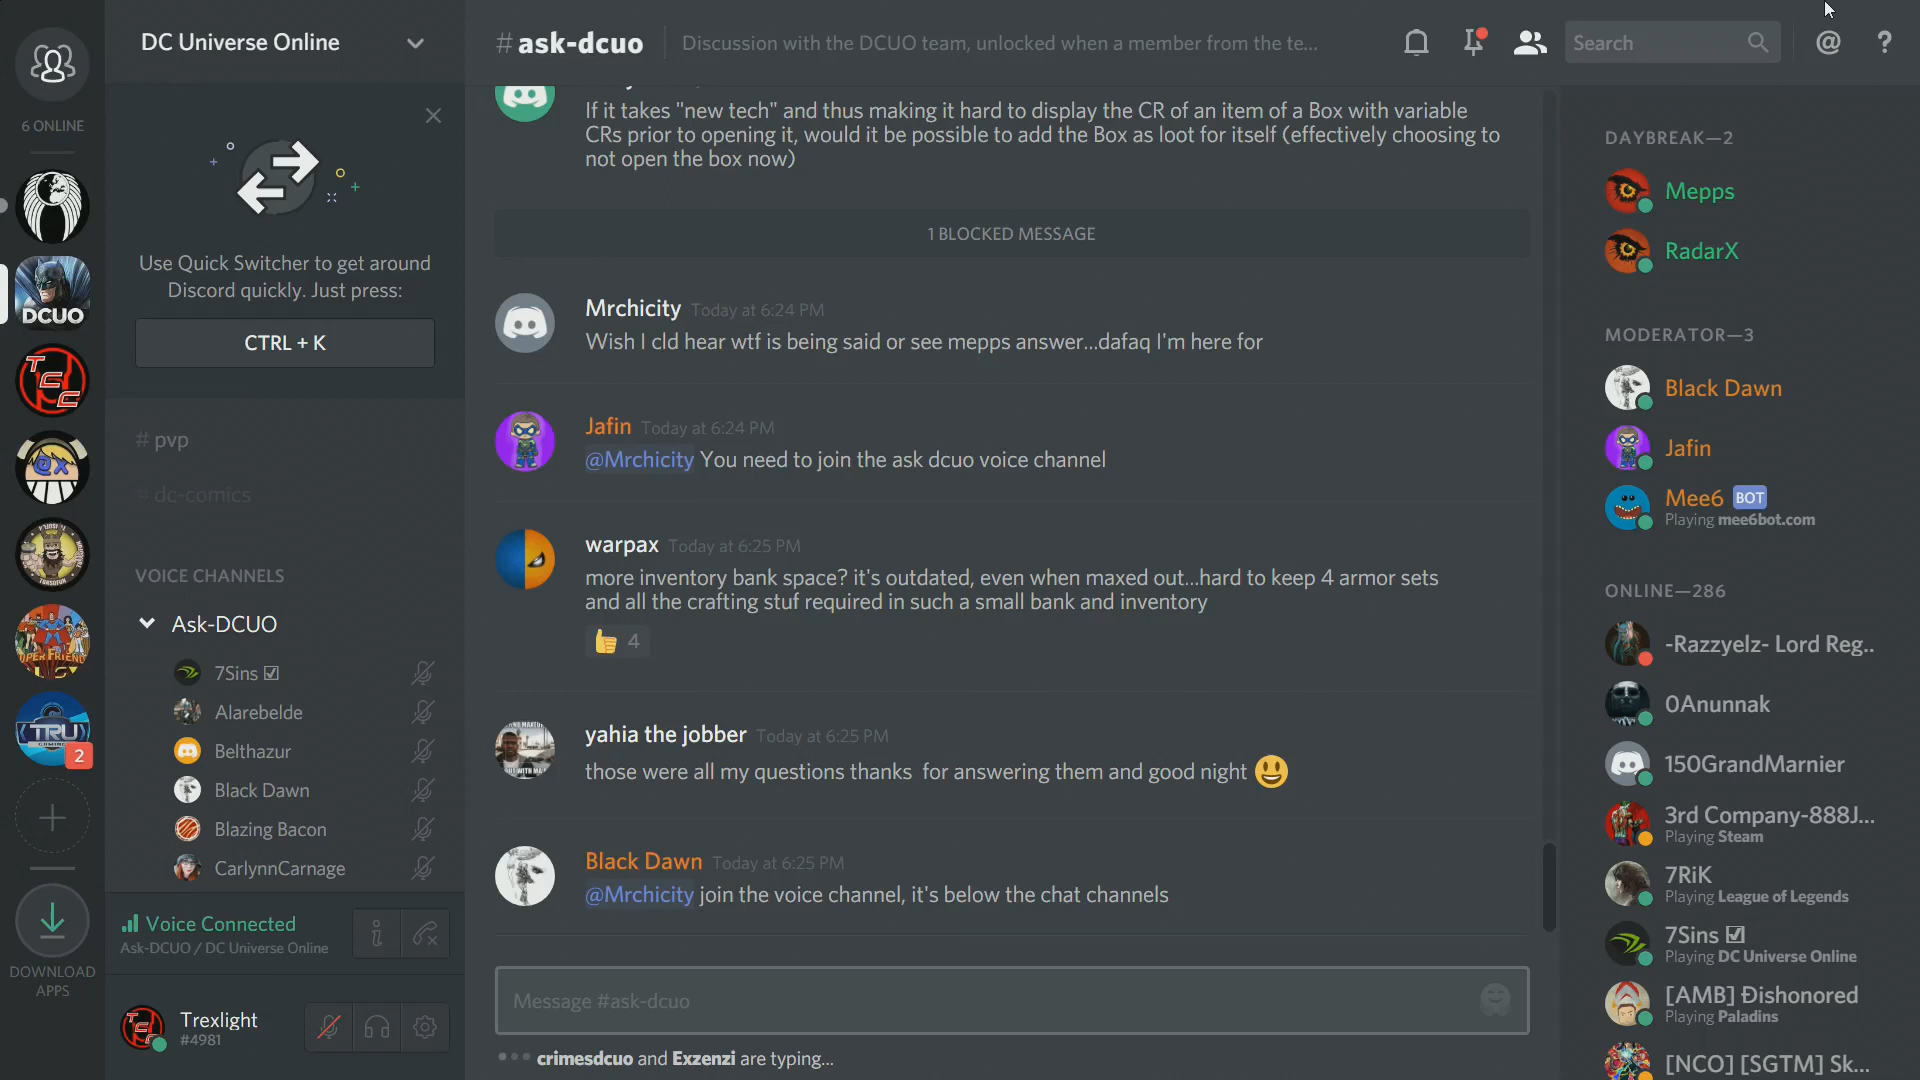 6 ONLINE
DCUO
TCC
@X
SUPER FRIENDS
TRU
GAMING
2
DOWNLOAD
APPS
DC Universe Online
Use Quick Switcher to get around
Discord quickly. Just press:
CTRL + K
# pvp
# dc-comics
VOICE CHANNELS
Ask-DCUO
7Sins ☑
Alarebelde
Belthazur
Black Dawn
Blazing Bacon
CarlynnCarnage
Voice Connected
Ask-DCUO / DC Universe Online
Trexlight
#4981
# ask-dcuo
Discussion with the DCUO team, unlocked when a member from the te...
Search
@
?
If it takes "new tech" and thus making it hard to display the CR of an item of a Box with variable
CRs prior to opening it, would it be possible to add the Box as loot for itself (effectively choosing to
not open the box now)
1 BLOCKED MESSAGE
Mrchicity Today at 6:24 PM
Wish I cld hear wtf is being said or see mepps answer...dafaq I'm here for
Jafin Today at 6:24 PM
@Mrchicity You need to join the ask dcuo voice channel
warpax Today at 6:25 PM
more inventory bank space? it's outdated, even when maxed out...hard to keep 4 armor sets
and all the crafting stuf required in such a small bank and inventory
👍 4
yahia the jobber Today at 6:25 PM
those were all my questions thanks for answering them and good night 😃
Black Dawn Today at 6:25 PM
@Mrchicity join the voice channel, it's below the chat channels
Message #ask-dcuo
crimesdcuo and Exzenzi are typing...
DAYBREAK—2
Mepps
RadarX
MODERATOR—3
Black Dawn
Jafin
Mee6 BOT
Playing mee6bot.com
ONLINE—286
-Razzyelz- Lord Reg..
0Anunnak
150GrandMarnier
3rd Company-888J...
Playing Steam
7RiK
Playing League of Legends
7Sins ☑
Playing DC Universe Online
[AMB] Đishonored
Playing Paladins
[NCO] [SGTM] Sk...